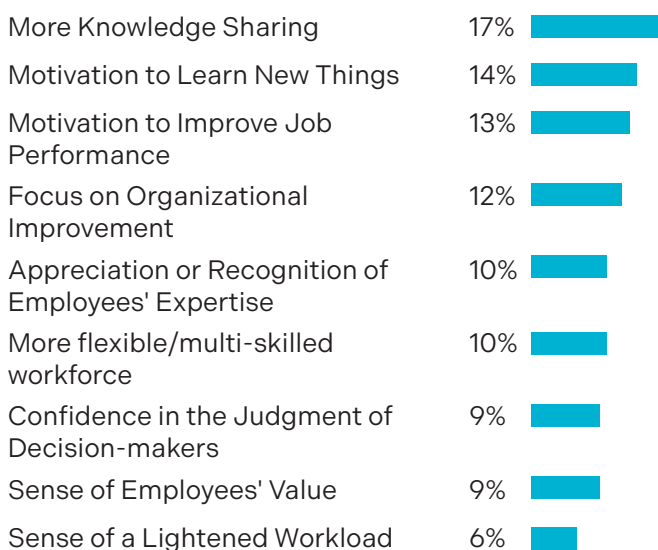 More Knowledge Sharing 17%
Motivation to Learn New Things 14%
Motivation to Improve Job 13%
Performance
Focus on Organizational 12%
Improvement
Appreciation or Recognition of 10%
Employees' Expertise
More flexible/multi-skilled 10%
workforce
Confidence in the Judgment of 9%
Decision-makers
Sense of Employees' Value 9%
Sense of a Lightened Workload 6%